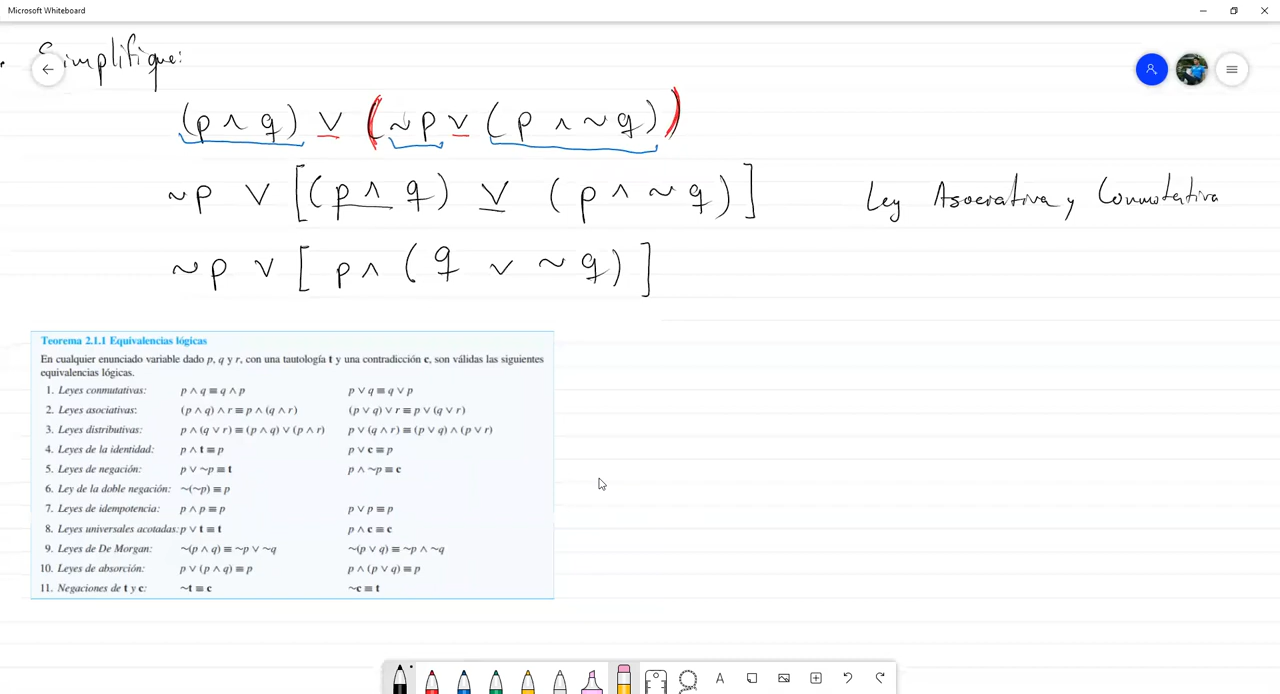 Microsoft Whiteboard
Simplifique:
(p ∧ q) ∨ (~p ∨ (p ∧ ~q))
~p ∨ [(p ∧ q) ∨ (p ∧ ~q)] Ley Asociativa y Conmutativa
~p ∨ [p ∧ (q ∨ ~q)]
Teorema 2.1.1 Equivalencias lógicas
En cualquier enunciado variable dado p, q y r, con una tautología t y una contradicción c, son válidas las siguientes
equivalencias lógicas.
1. Leyes conmutativas: p ∧ q ≡ q ∧ p p ∨ q ≡ q ∨ p
2. Leyes asociativas: (p ∧ q) ∧ r ≡ p ∧ (q ∧ r) (p ∨ q) ∨ r ≡ p ∨ (q ∨ r)
3. Leyes distributivas: p ∧ (q ∨ r) ≡ (p ∧ q) ∨ (p ∧ r) p ∨ (q ∧ r) ≡ (p ∨ q) ∧ (p ∨ r)
4. Leyes de la identidad: p ∧ t ≡ p p ∨ c ≡ p
5. Leyes de negación: p ∨ ~p ≡ t p ∧ ~p ≡ c
6. Ley de la doble negación: ~(~p) ≡ p
7. Leyes de idempotencia: p ∧ p ≡ p p ∨ p ≡ p
8. Leyes universales acotadas: p ∨ t ≡ t p ∧ c ≡ c
9. Leyes de De Morgan: ~(p ∧ q) ≡ ~p ∨ ~q ~(p ∨ q) ≡ ~p ∧ ~q
10. Leyes de absorción: p ∨ (p ∧ q) ≡ p p ∧ (p ∨ q) ≡ p
11. Negaciones de t y c: ~t ≡ c ~c ≡ t
A